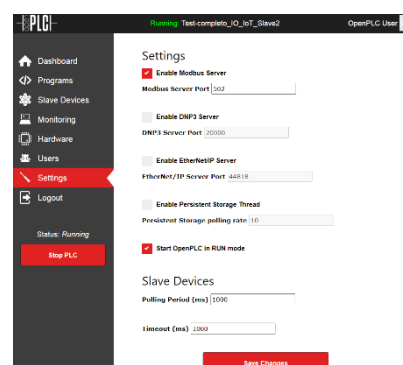 PLC
Running: Test-completo_IO_IoT_Slave2
OpenPLC User
Dashboard
Programs
Slave Devices
Monitoring
Hardware
Users
Settings
Logout
Status: Running
Stop PLC
Settings
Enable Modbus Server
Modbus Server Port 502
Enable DNP3 Server
DNP3 Server Port 20000
Enable EtherNet/IP Server
EtherNet/IP Server Port 44818
Enable Persistent Storage Thread
Persistent Storage polling rate 10
Start OpenPLC in RUN mode
Slave Devices
Polling Period (ms) 1000
Timeout (ms) 1000
Save Changes